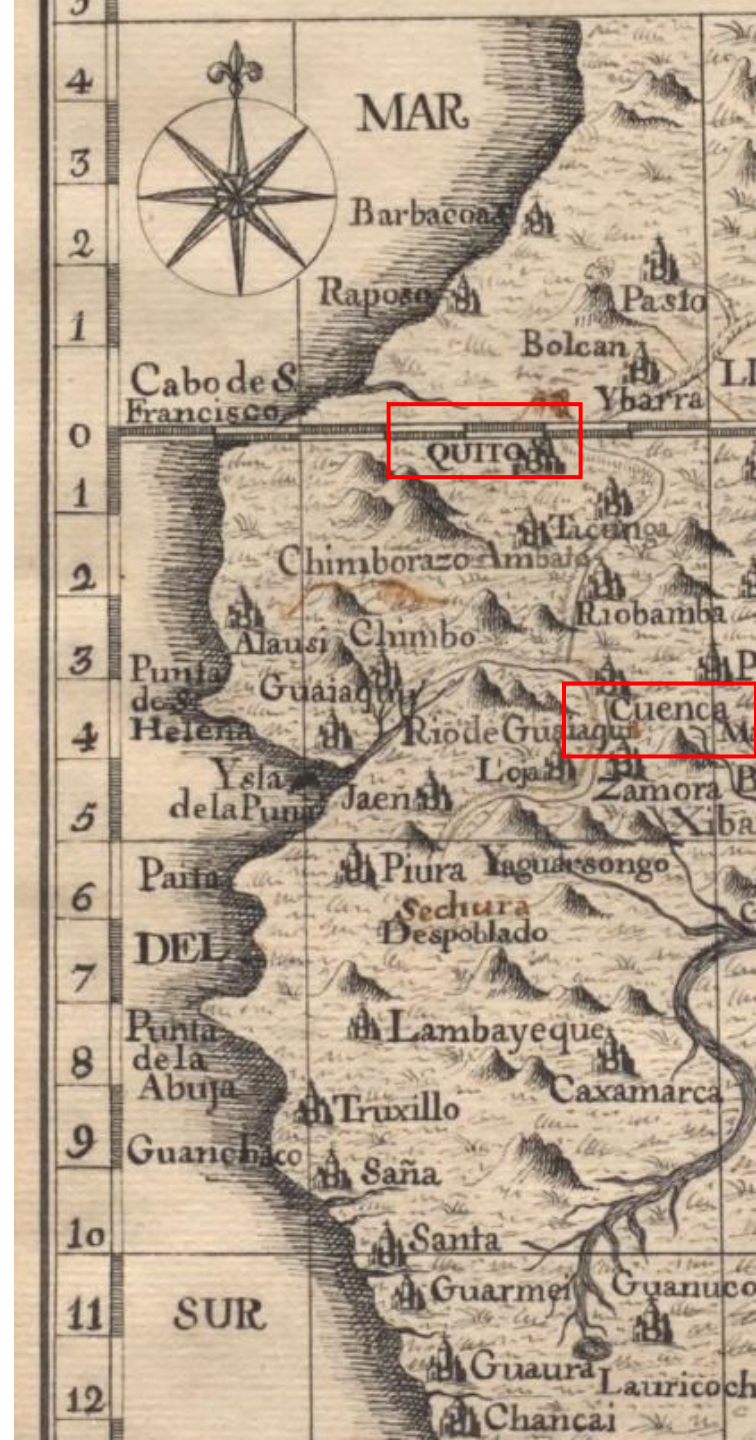 4
MAR
3
Barbacoas
2
Raposo
Pasto
1
Bolcan
Cabo de S.
Francisco
Ybarra
0
QUITO
1
Tacunga
Chimborazo
Ambato
2
Riobamba
Alausi
Chimbo
3
Punta
de S.
Helena
Guaiaquil
Cuenca
4
Rio de Guaiaquil
Ysla
de la Puna
Loja
Zamora
Jaen
5
Xiba
Paita
Piura
Yaguarsongo
6
Sechura
Despoblado
DEL
7
Punta
de la
Abuja
Lambayeque
8
Caxamarca
Truxillo
9
Guanchaco
Saña
10
Santa
Guarmei
Guanuco
11
SUR
Guaura
Lauricoch
12
Chancai